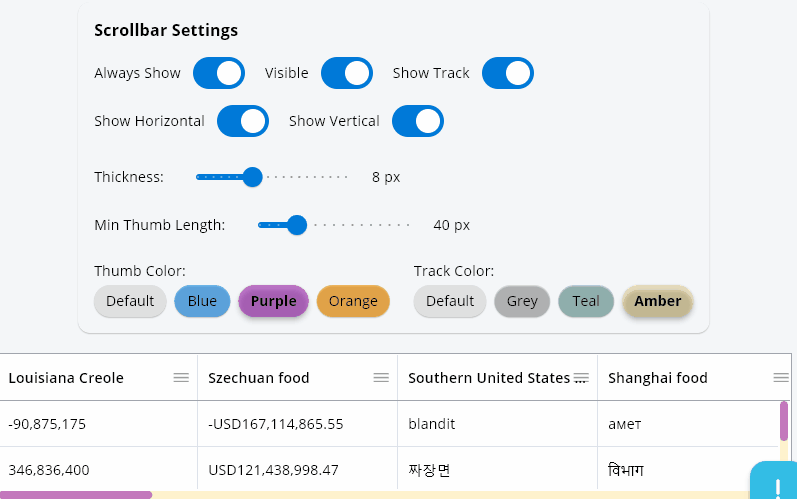 Scrollbar Settings
Always Show Visible Show Track
Show Horizontal Show Vertical
Thickness: 8 px
Min Thumb Length: 40 px
Thumb Color: Track Color:
Default Blue Purple Orange Default Grey Teal Amber
Louisiana Creole Szechuan food Southern United States ... Shanghai food
-90,875,175 -USD167,114,865.55 blandit амет
346,836,400 USD121,438,998.47 짜장면 विभाग
!